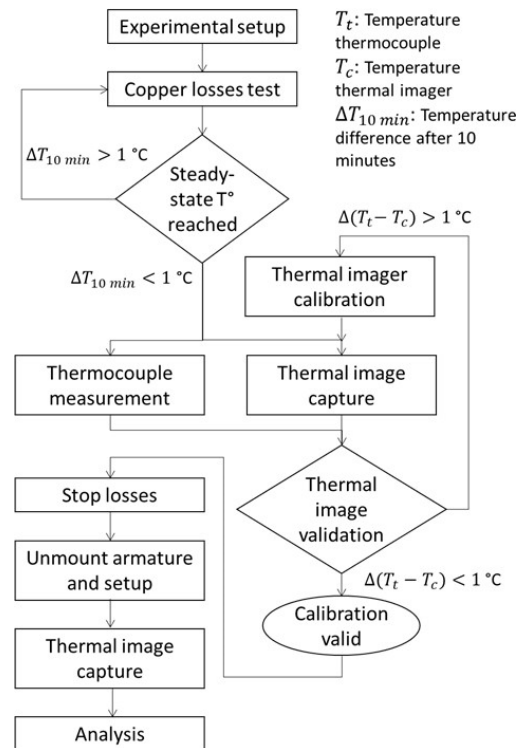 Experimental setup
T_t: Temperature
thermocouple
T_c: Temperature
thermal imager
ΔT_10 min: Temperature
difference after 10
minutes
Copper losses test
ΔT_10 min > 1 °C
Steady-
state T°
reached
Δ(T_t − T_c) > 1 °C
ΔT_10 min < 1 °C
Thermal imager
calibration
Thermocouple
measurement
Thermal image
capture
Thermal
image
validation
Stop losses
Unmount armature
and setup
Δ(T_t − T_c) < 1 °C
Calibration
valid
Thermal image
capture
Analysis